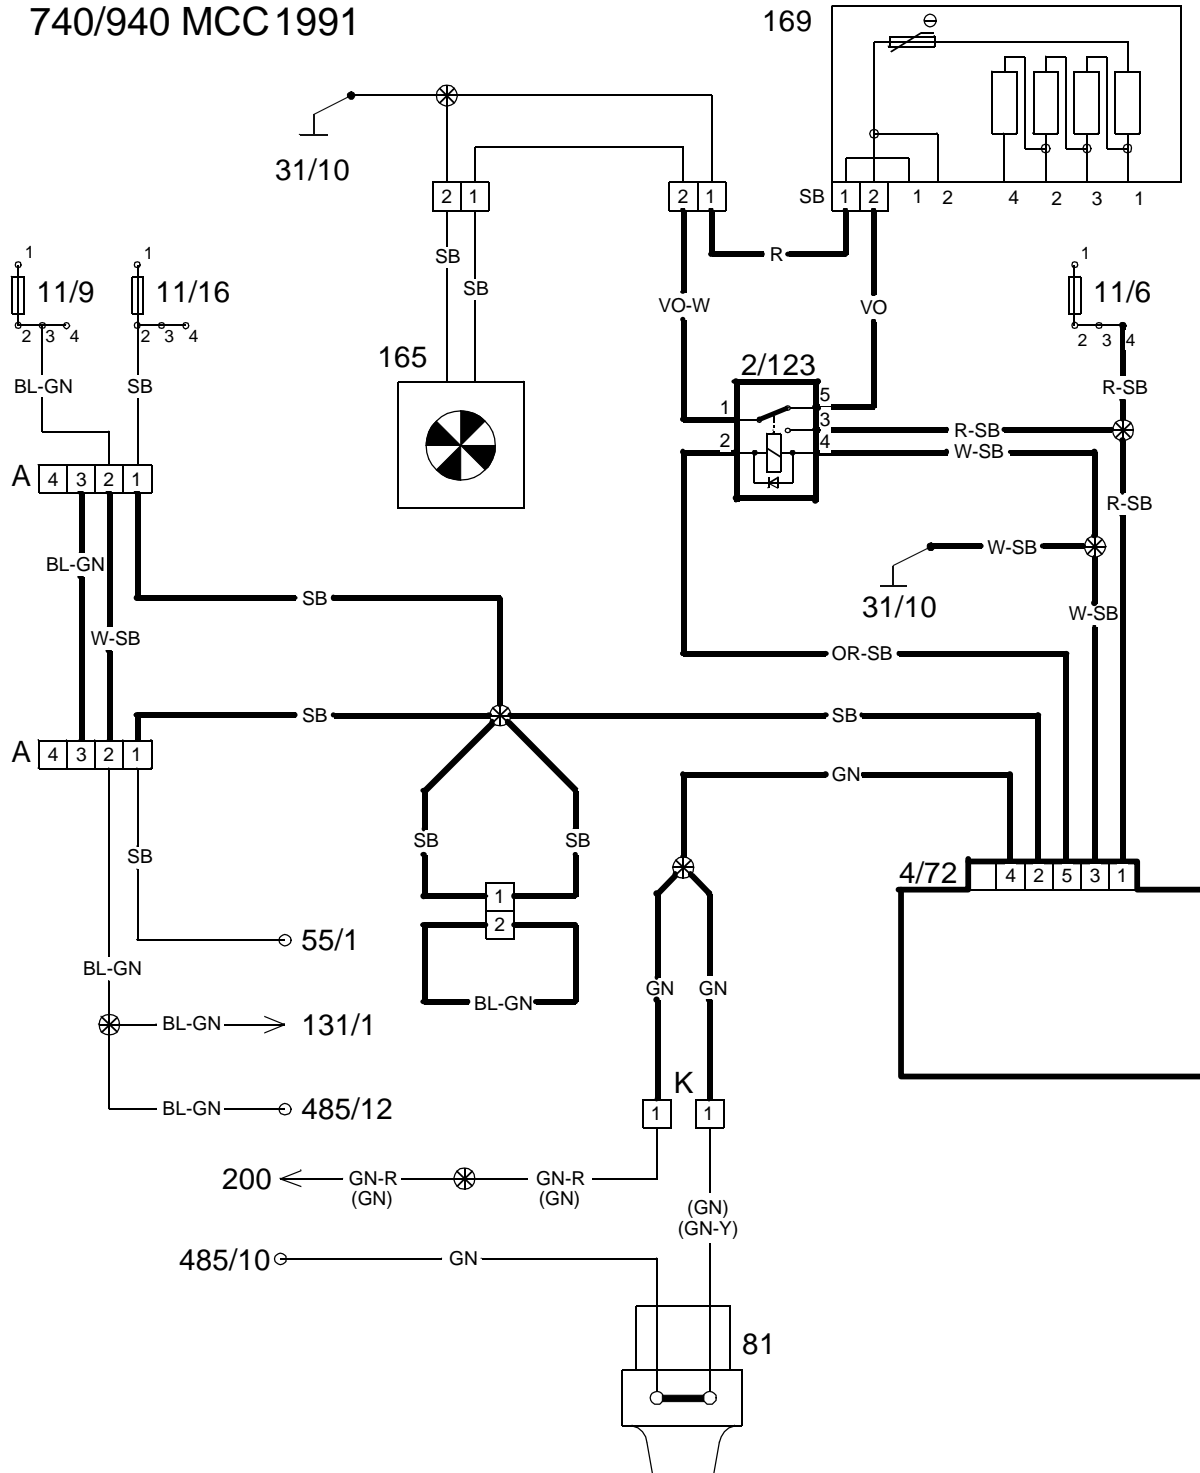 740/940 MCC 1991
169
31/10
2 1
2 1
SB 1 2 1 2 4 2 3 1
SB
R
SB
1
11/9
2 3 4
1
11/16
2 3 4
VO-W
VO
1
11/6
2 3 4
165
2/123
BL-GN
SB
R-SB
1
5
3
R-SB
2
4
W-SB
A 4 3 2 1
R-SB
W-SB
BL-GN
31/10
SB
W-SB
W-SB
OR-SB
SB
SB
A 4 3 2 1
GN
SB
SB
SB
4/72
4 2 5 3 1
1
2
55/1
BL-GN
GN
GN
BL-GN
BL-GN
131/1
K
BL-GN
485/12
1
1
200
GN-R
(GN)
GN-R
(GN)
(GN)
(GN-Y)
485/10
GN
81